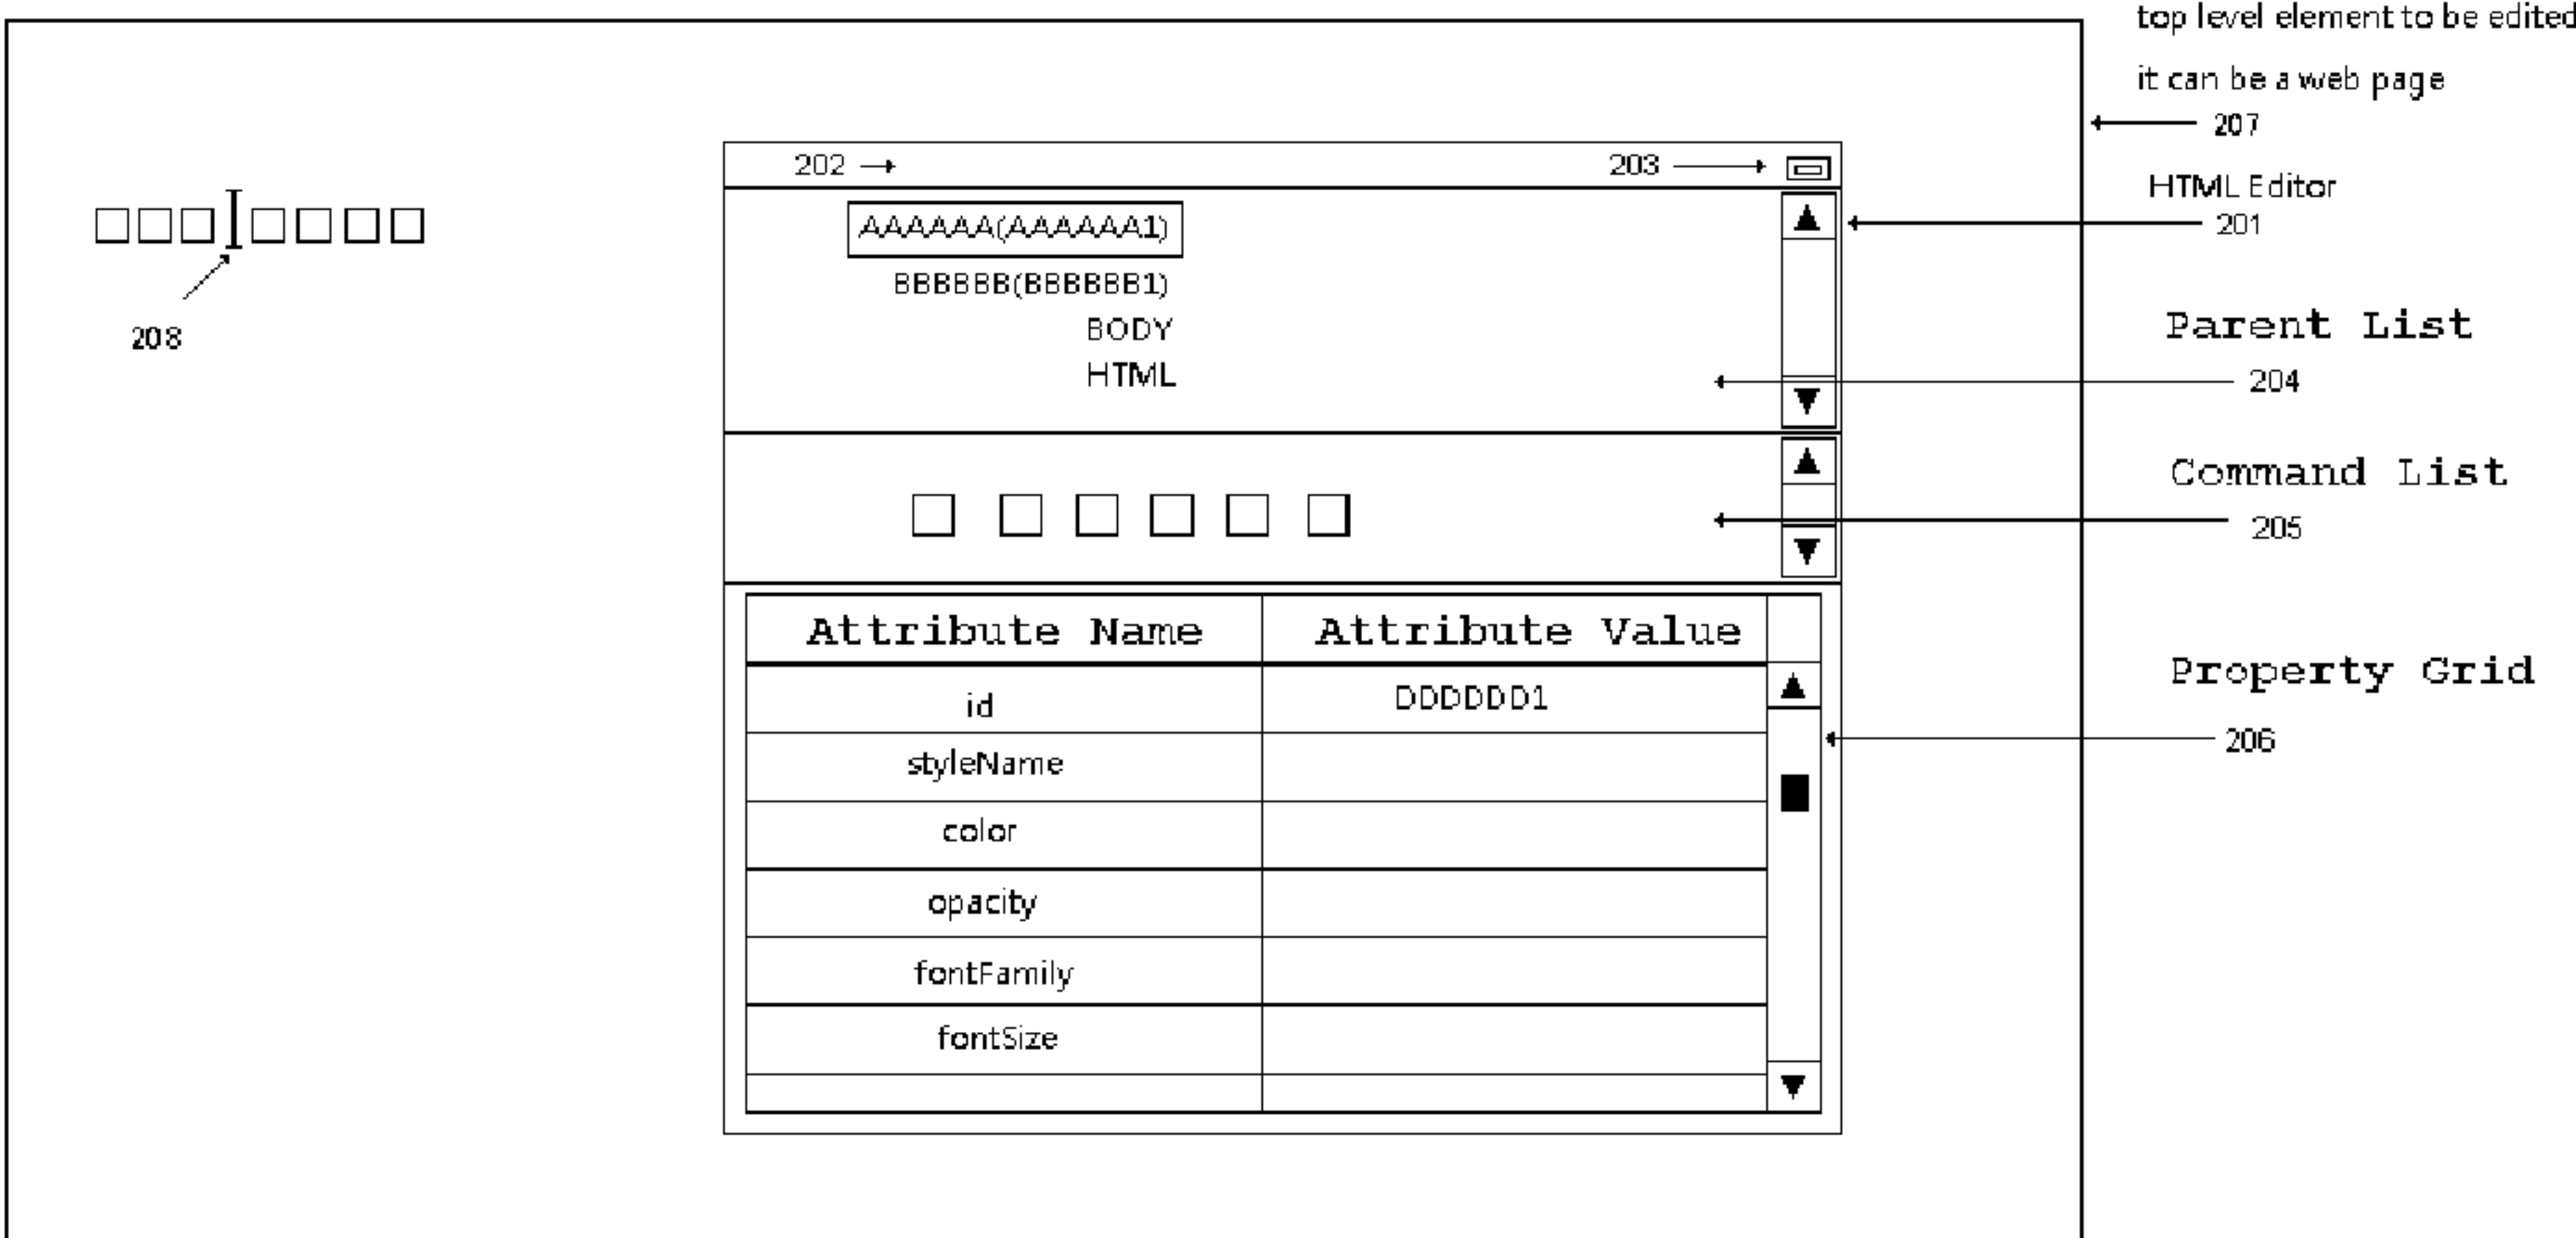 top level element to be edited
it can be a web page
207
202
203
HTML Editor
201
AAAAAA(AAAAAA1)
BBBBBB(BBBBBB1)
BODY
HTML
208
Parent List
204
Command List
205
Attribute Name Attribute Value
id DDDDDD1
styleName
color
opacity
fontFamily
fontSize
Property Grid
206